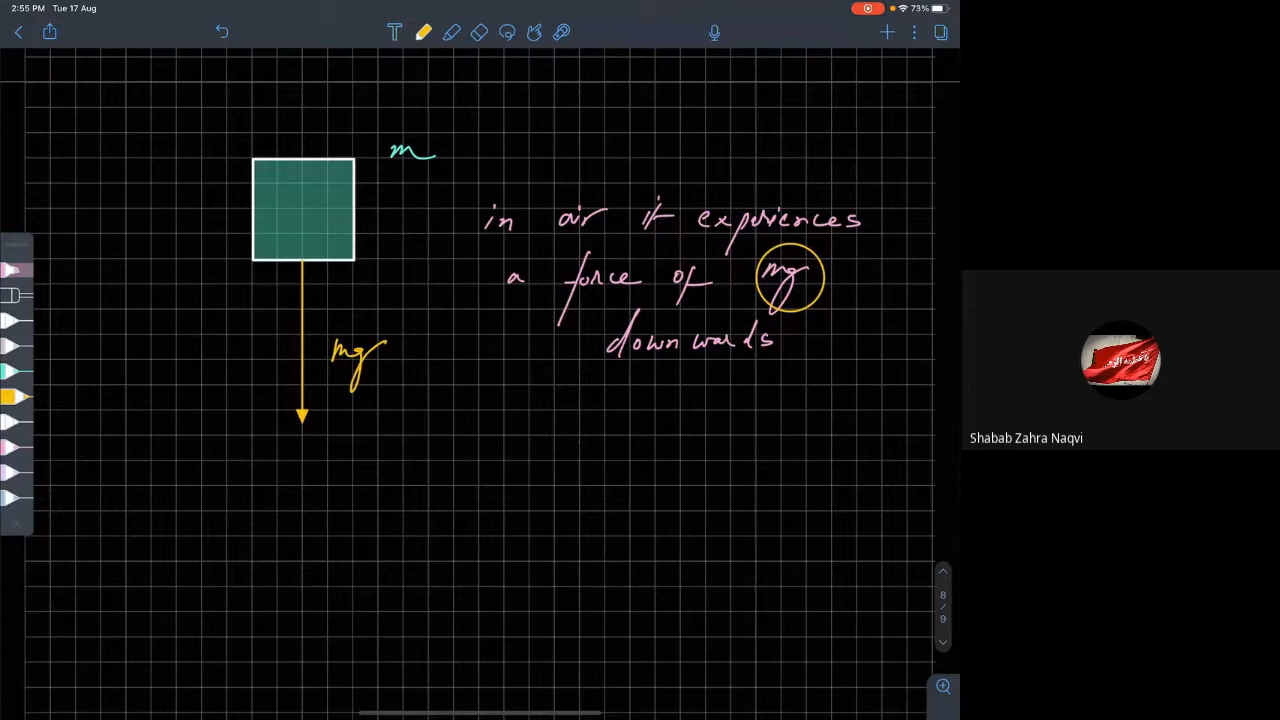 2:55 PM Tue 17 Aug
73%
T
m
in air it experiences
a force of mg
downwards
mg
8
/
9
Shabab Zahra Naqvi